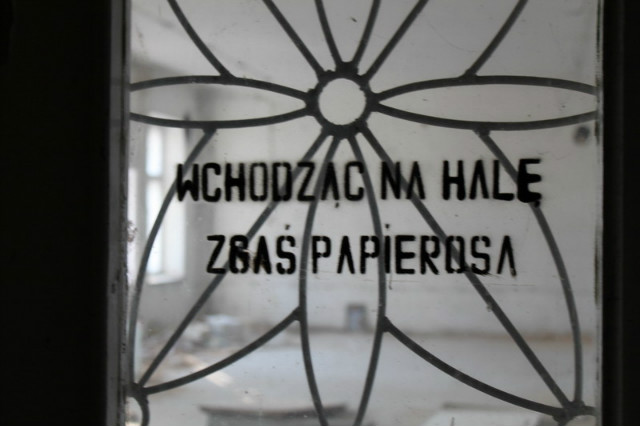 WCHODZĄC NA HALĘ
ZGAŚ PAPIEROSA